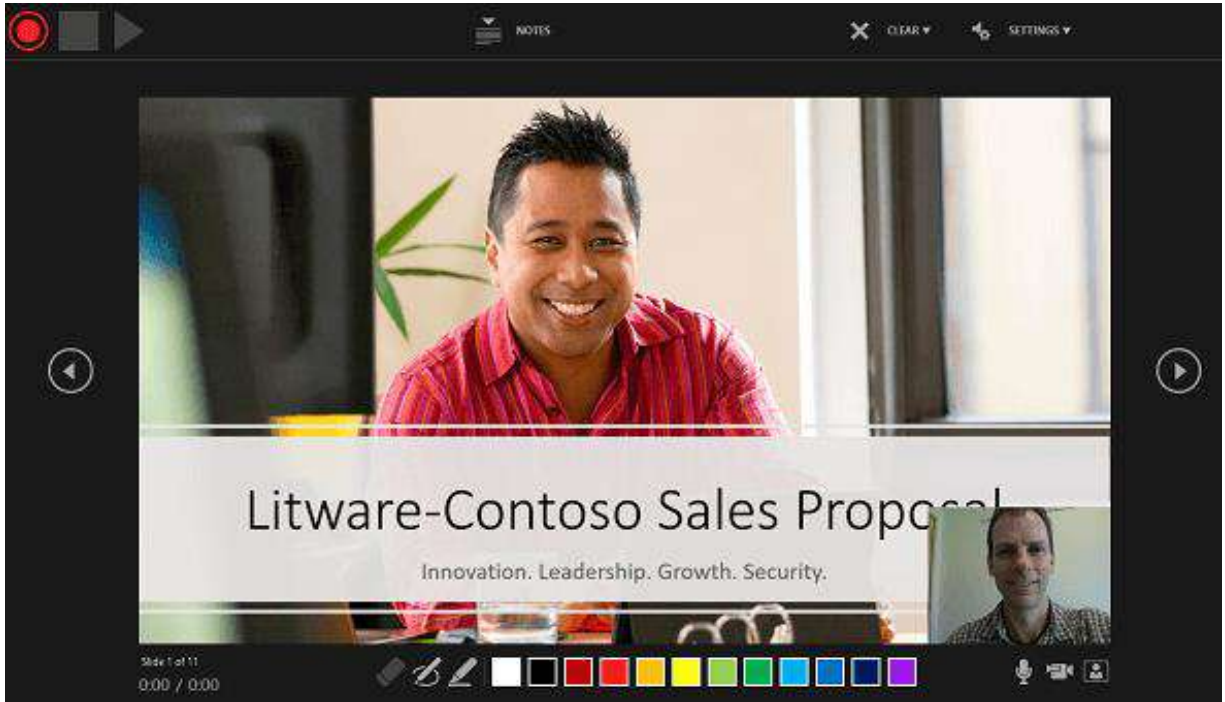 NOTES
CLEAR ▼
SETTINGS ▼
Litware-Contoso Sales Proposal
Innovation. Leadership. Growth. Security.
Slide 1 of 11
0:00 / 0:00